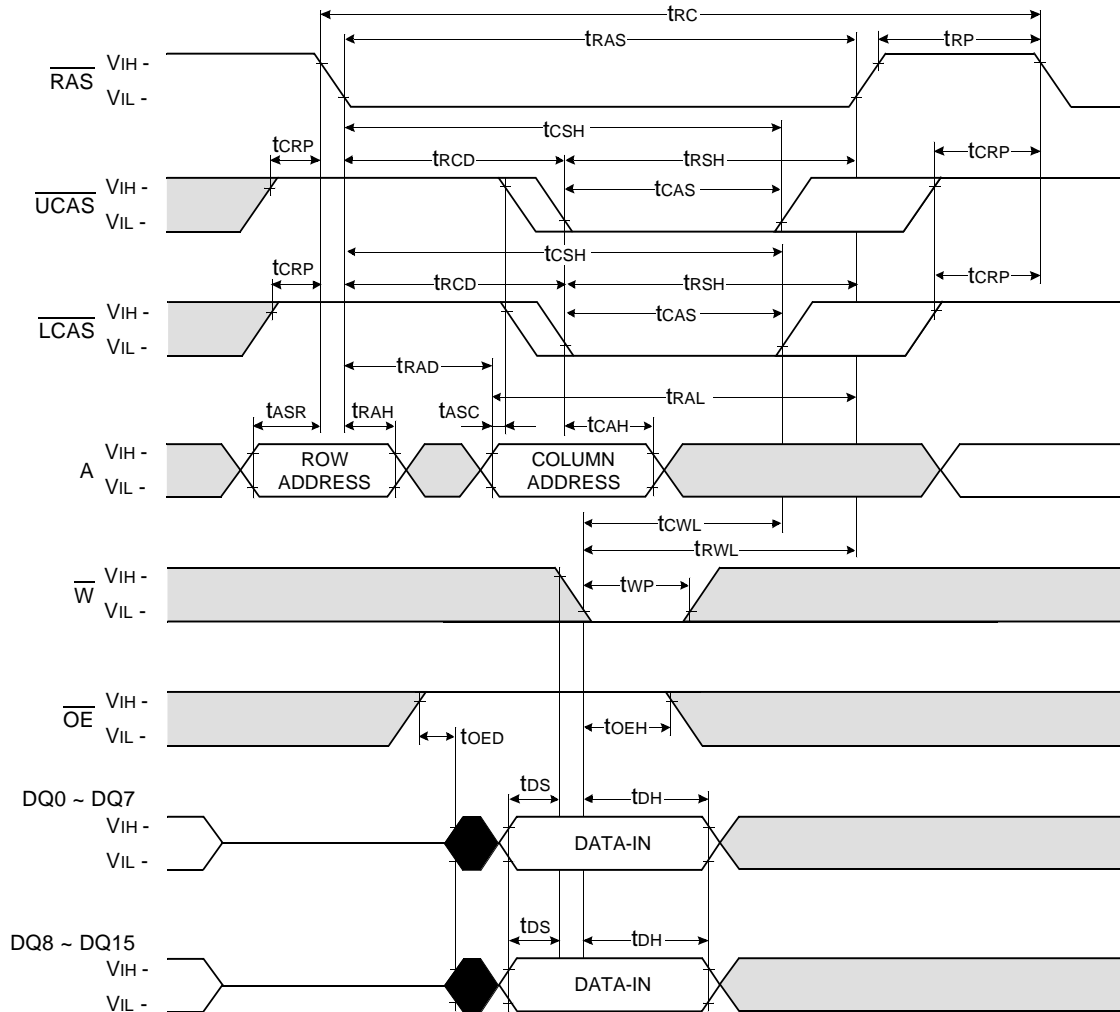 tRC
tRAS tRP
RAS VIH -
VIL -
tCSH
tCRP tRCD tRSH tCRP
UCAS VIH - tCAS
VIL -
tCSH
tCRP tRCD tRSH tCRP
LCAS VIH - tCAS
VIL -
tRAD
tRAL
tASR tRAH tASC tCAH
A VIH - ROW COLUMN
VIL - ADDRESS ADDRESS
tCWL
tRWL
W VIH - tWP
VIL -
OE VIH -
VIL - tOED tOEH
DQ0 ~ DQ7 tDS tDH
VIH -
VIL - DATA-IN
DQ8 ~ DQ15 tDS tDH
VIH -
VIL - DATA-IN